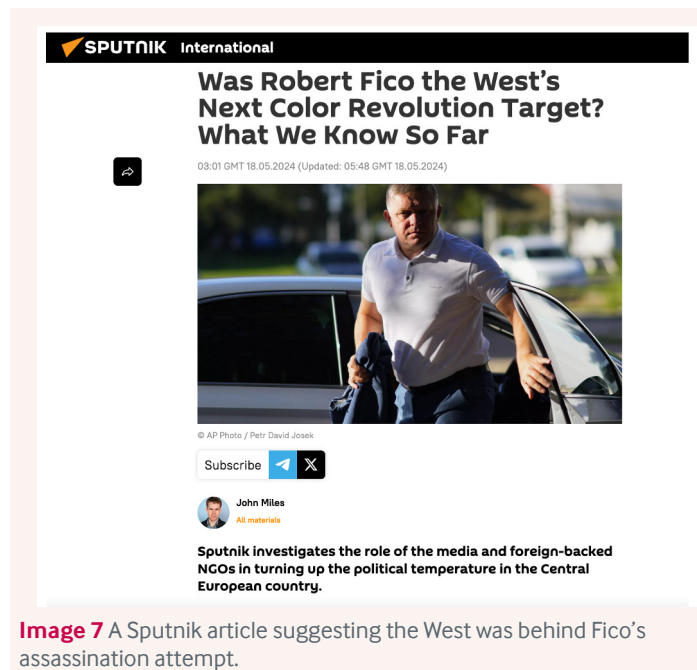 SPUTNIK International
Was Robert Fico the West's
Next Color Revolution Target?
What We Know So Far
03:01 GMT 18.05.2024 (Updated: 05:48 GMT 18.05.2024)
© AP Photo / Petr David Josek
Subscribe
John Miles
All materials
Sputnik investigates the role of the media and foreign-backed
NGOs in turning up the political temperature in the Central
European country.
Image 7 A Sputnik article suggesting the West was behind Fico's
assassination attempt.